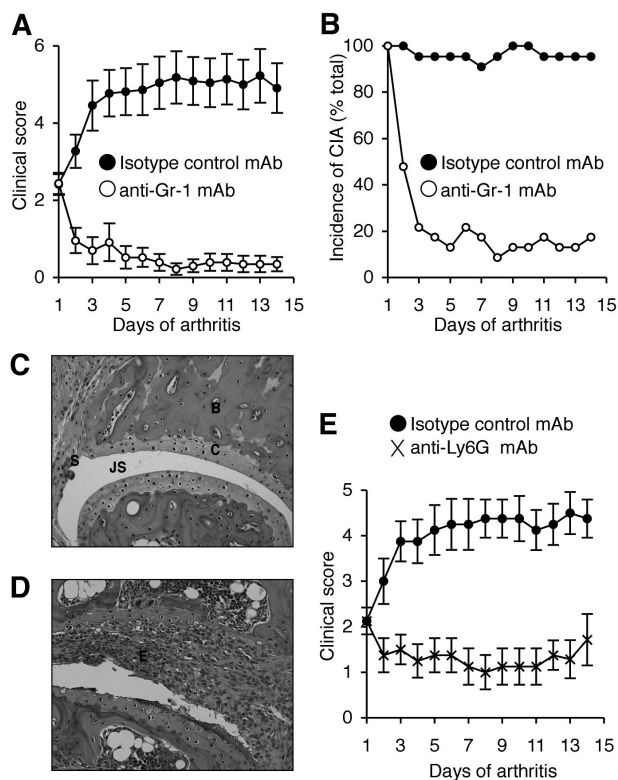 A
6
4
2
0
Clinical score
Isotype control mAb
anti-Gr-1 mAb
1 3 5 7 9 11 13 15
Days of arthritis
B
100
80
60
40
20
0
Incidence of CIA (% total)
Isotype control mAb
anti-Gr-1 mAb
1 3 5 7 9 11 13 15
Days of arthritis
C
B
C
S
JS
D
E
E
Isotype control mAb
anti-Ly6G mAb
5
4
3
2
1
0
Clinical score
1 3 5 7 9 11 13 15
Days of arthritis